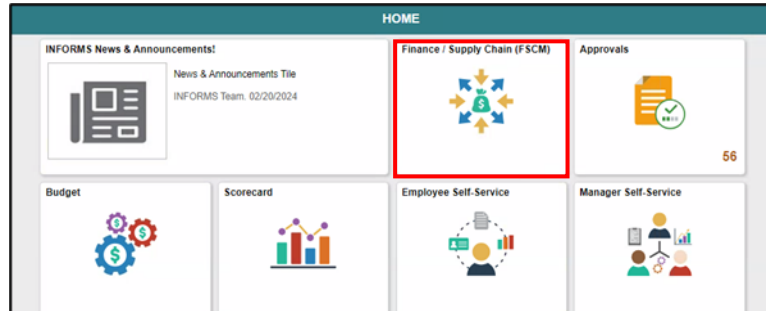 HOME
INFORMS News & Announcements!
News & Announcements Tile
INFORMS Team. 02/20/2024
Finance / Supply Chain (FSCM)
Approvals
56
Budget
Scorecard
Employee Self-Service
Manager Self-Service